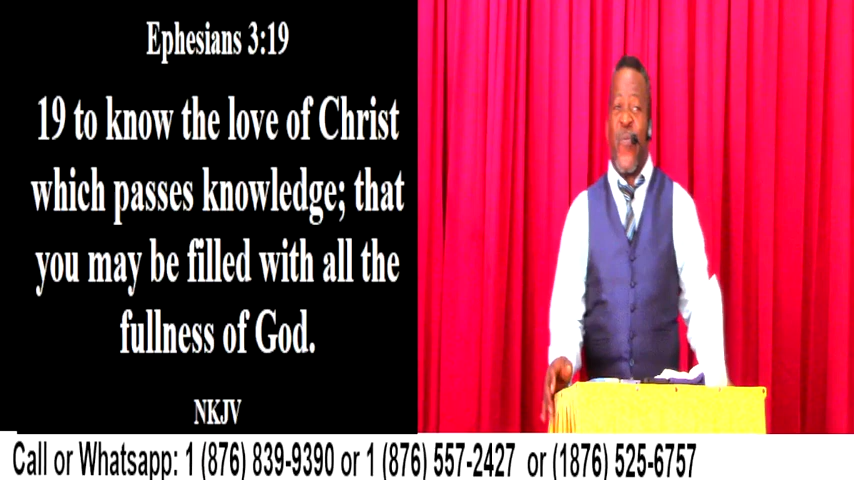 Ephesians 3:19
19 to know the love of Christ
which passes knowledge; that
you may be filled with all the
fullness of God.
NKJV
Call or Whatsapp: 1 (876) 839-9390 or 1 (876) 557-2427 or (1876) 525-6757